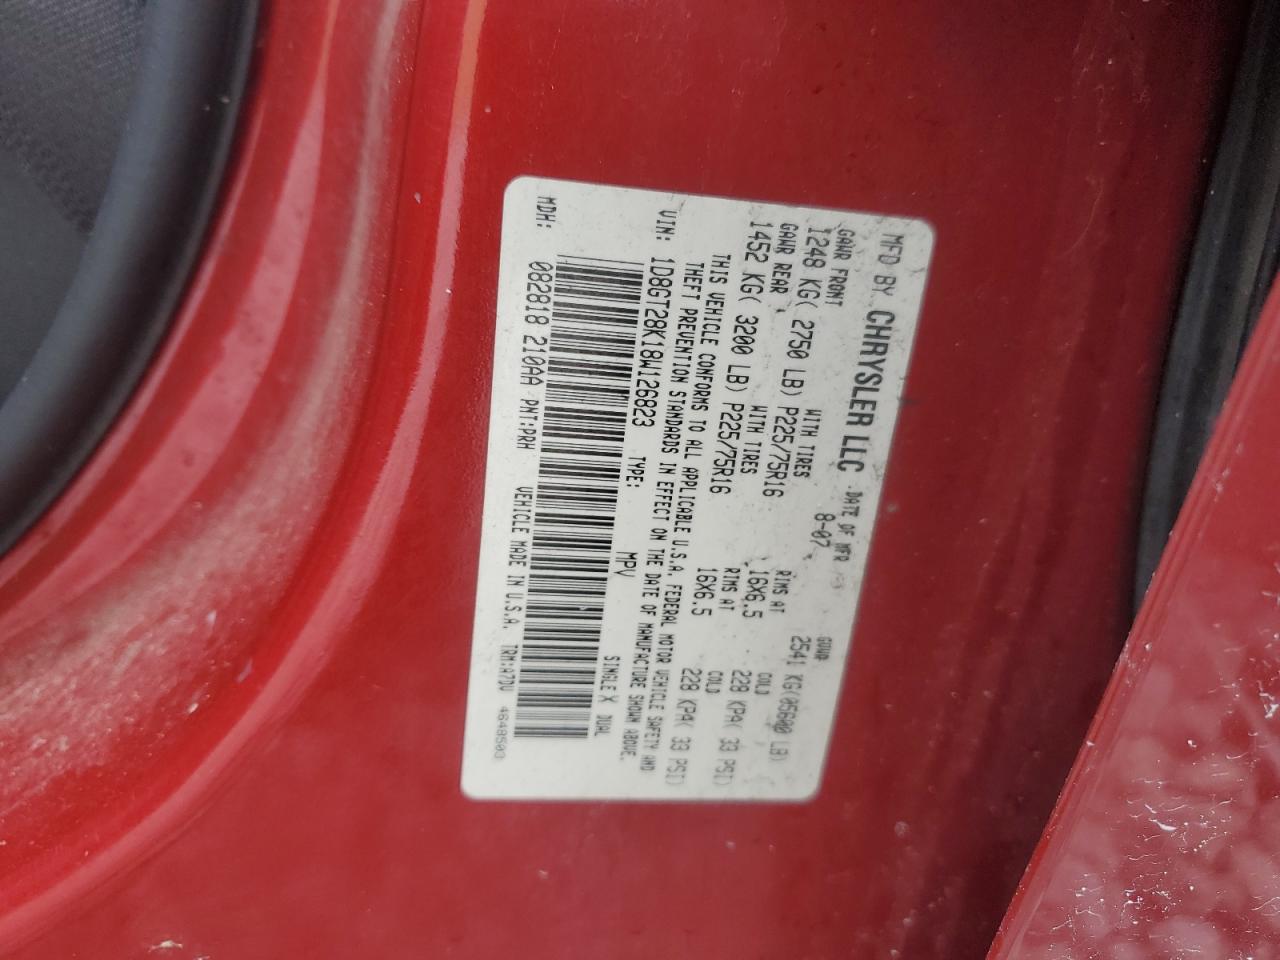 MFD BY CHRYSLER LLC DATE OF MFR 8-07 GVWR 2541 KG(05600 LB)
GAWR FRONT WITH TIRES RIMS AT COLD
1248 KG( 2750 LB) P225/75R16 16X6.5 228 KPA( 33 PSI)
GAWR REAR WITH TIRES RIMS AT COLD
1452 KG( 3200 LB) P225/75R16 16X6.5 228 KPA( 33 PSI)
THIS VEHICLE CONFORMS TO ALL APPLICABLE U.S.A. FEDERAL MOTOR VEHICLE SAFETY AND
THEFT PREVENTION STANDARDS IN EFFECT ON THE DATE OF MANUFACTURE SHOWN ABOVE.
VIN: 1D8GT28K18W126823 TYPE: MPV SINGLE X DUAL
MDH: 082818 210AA PNT:PRH VEHICLE MADE IN U.S.A. TRM:A7DV 4648503